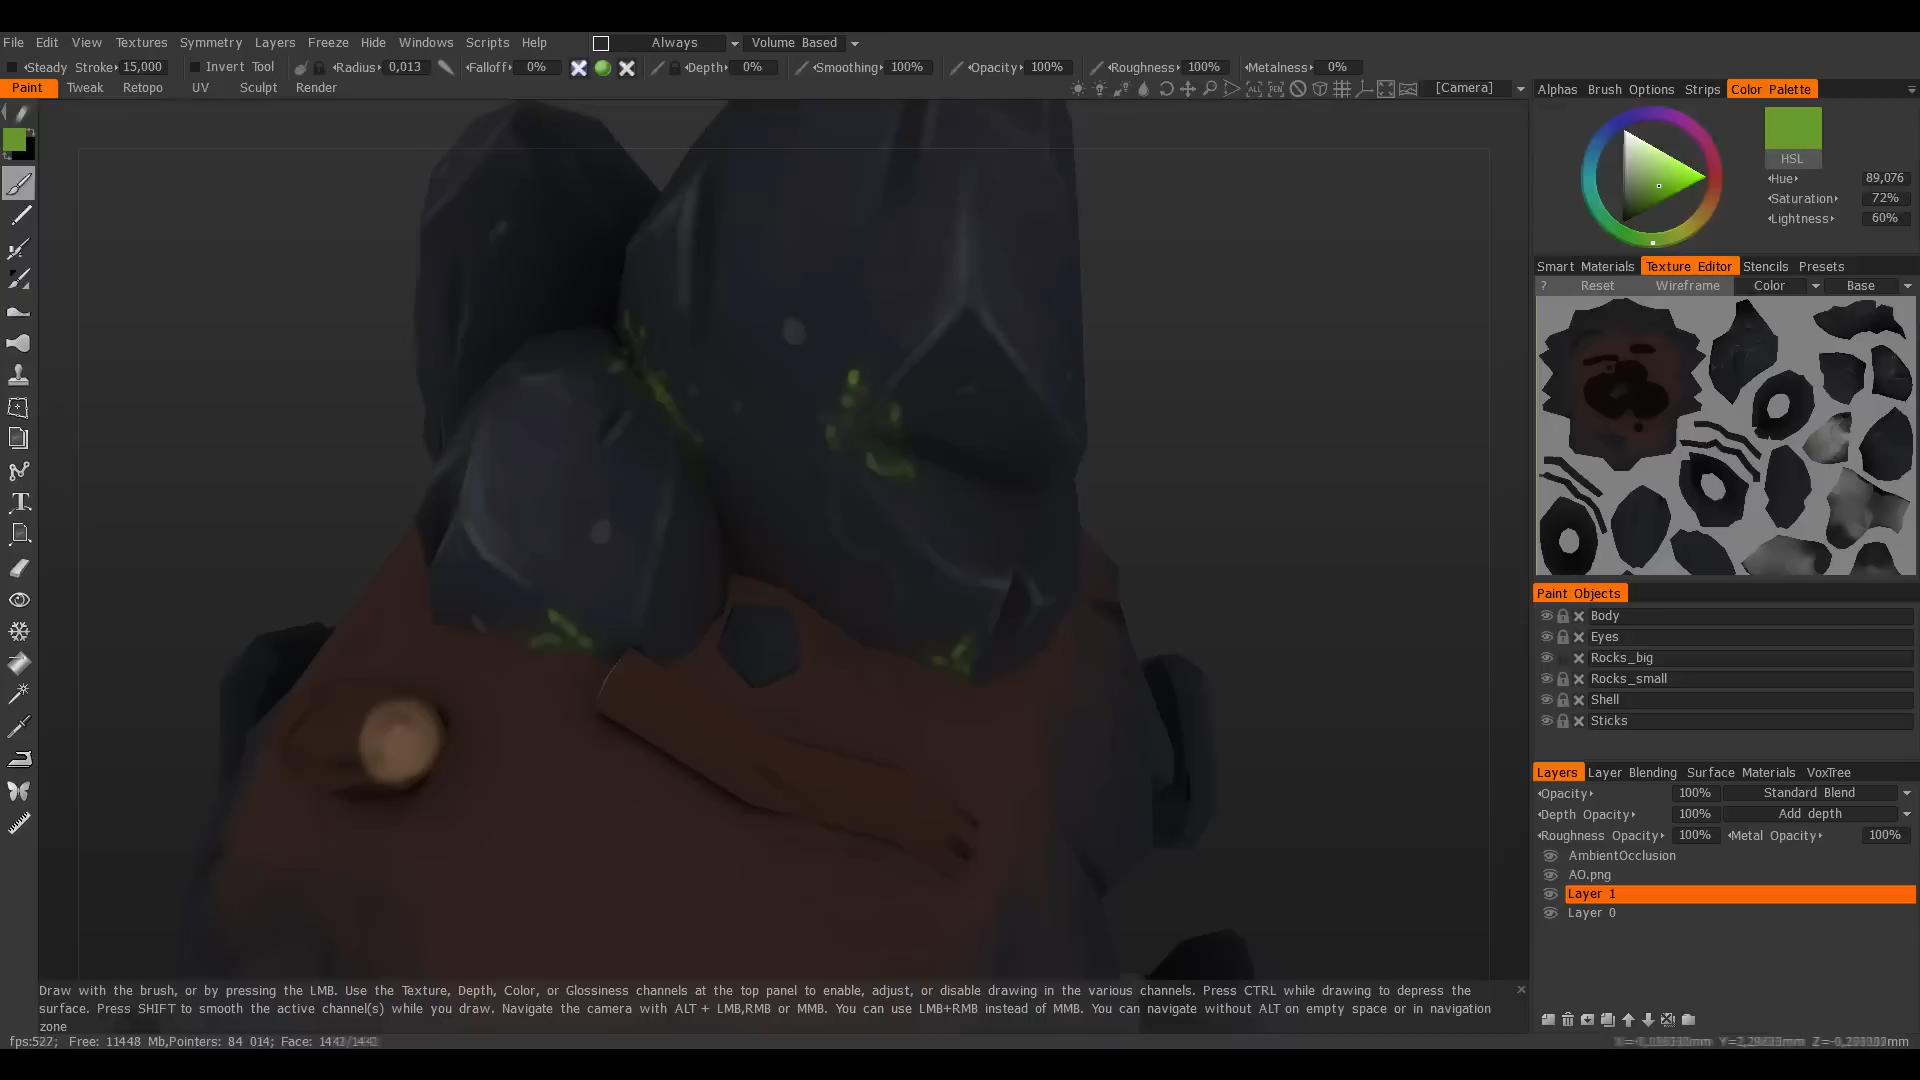 File Edit View Textures Symmetry Layers Freeze Hide Windows Scripts Help Always Volume Based
Steady Stroke 15,000 Invert Tool Radius 0,013 Falloff 0% Depth 0% Smoothing 100% Opacity 100% Roughness 100% Metalness 0%
Paint Tweak Retopo UV Sculpt Render [Camera]
Alphas Brush Options Strips Color Palette
HSL
Hue 89,076
Saturation 72%
Lightness 60%
Smart Materials Texture Editor Stencils Presets
? Reset Wireframe Color Base
Paint Objects
Body
Eyes
Rocks_big
Rocks_small
Shell
Sticks
Layers Layer Blending Surface Materials VoxTree
Opacity 100% Standard Blend
Depth Opacity 100% Add depth
Roughness Opacity 100% Metal Opacity 100%
AmbientOcclusion
AO.png
Layer 1
Layer 0
Draw with the brush, or by pressing the LMB. Use the Texture, Depth, Color, or Glossiness channels at the top panel to enable, adjust, or disable drawing in the various channels. Press CTRL while drawing to depress the
surface. Press SHIFT to smooth the active channel(s) while you draw. Navigate the camera with ALT + LMB,RMB or MMB. You can use LMB+RMB instead of MMB. You can navigate without ALT on empty space or in navigation
zone
fps:527; Free: 11448 Mb,Pointers: 84 014; Face: